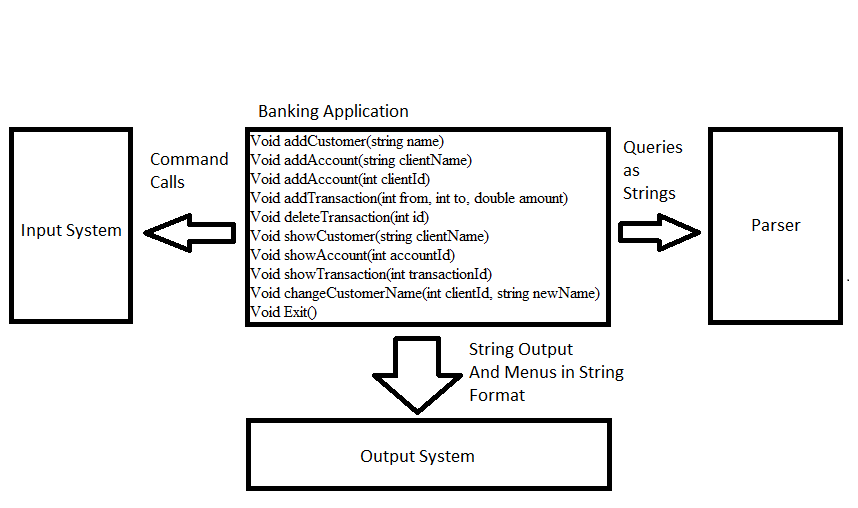 Banking Application
Input System
Command
Calls
Void addCustomer(string name)
Void addAccount(string clientName)
Void addAccount(int clientId)
Void addTransaction(int from, int to, double amount)
Void deleteTransaction(int id)
Void showCustomer(string clientName)
Void showAccount(int accountId)
Void showTransaction(int transactionId)
Void changeCustomerName(int clientId, string newName)
Void Exit()
Queries
as
Strings
Parser
.
String Output
And Menus in String
Format
Output System